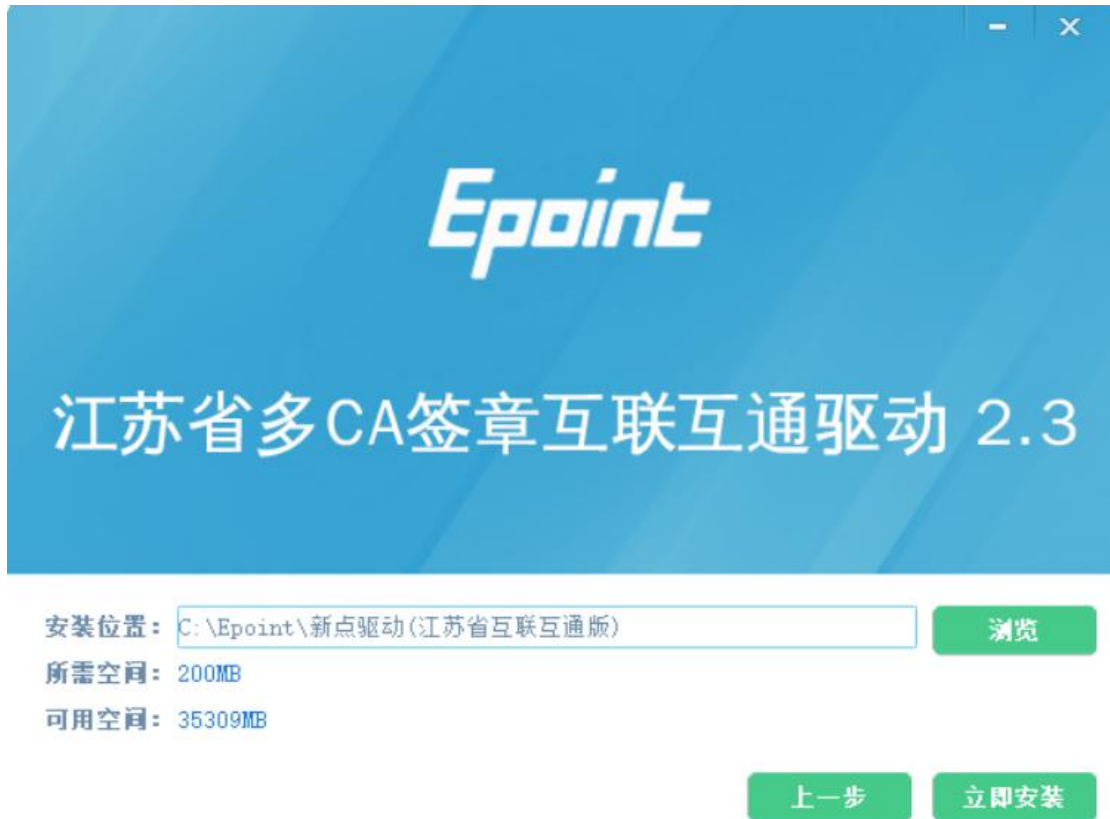 Epoint
江苏省多CA签章互联互通驱动 2.3
安装位置： C:\Epoint\新点驱动(江苏省互联互通版) 浏览
所需空间： 200MB
可用空间： 35309MB
上一步 立即安装